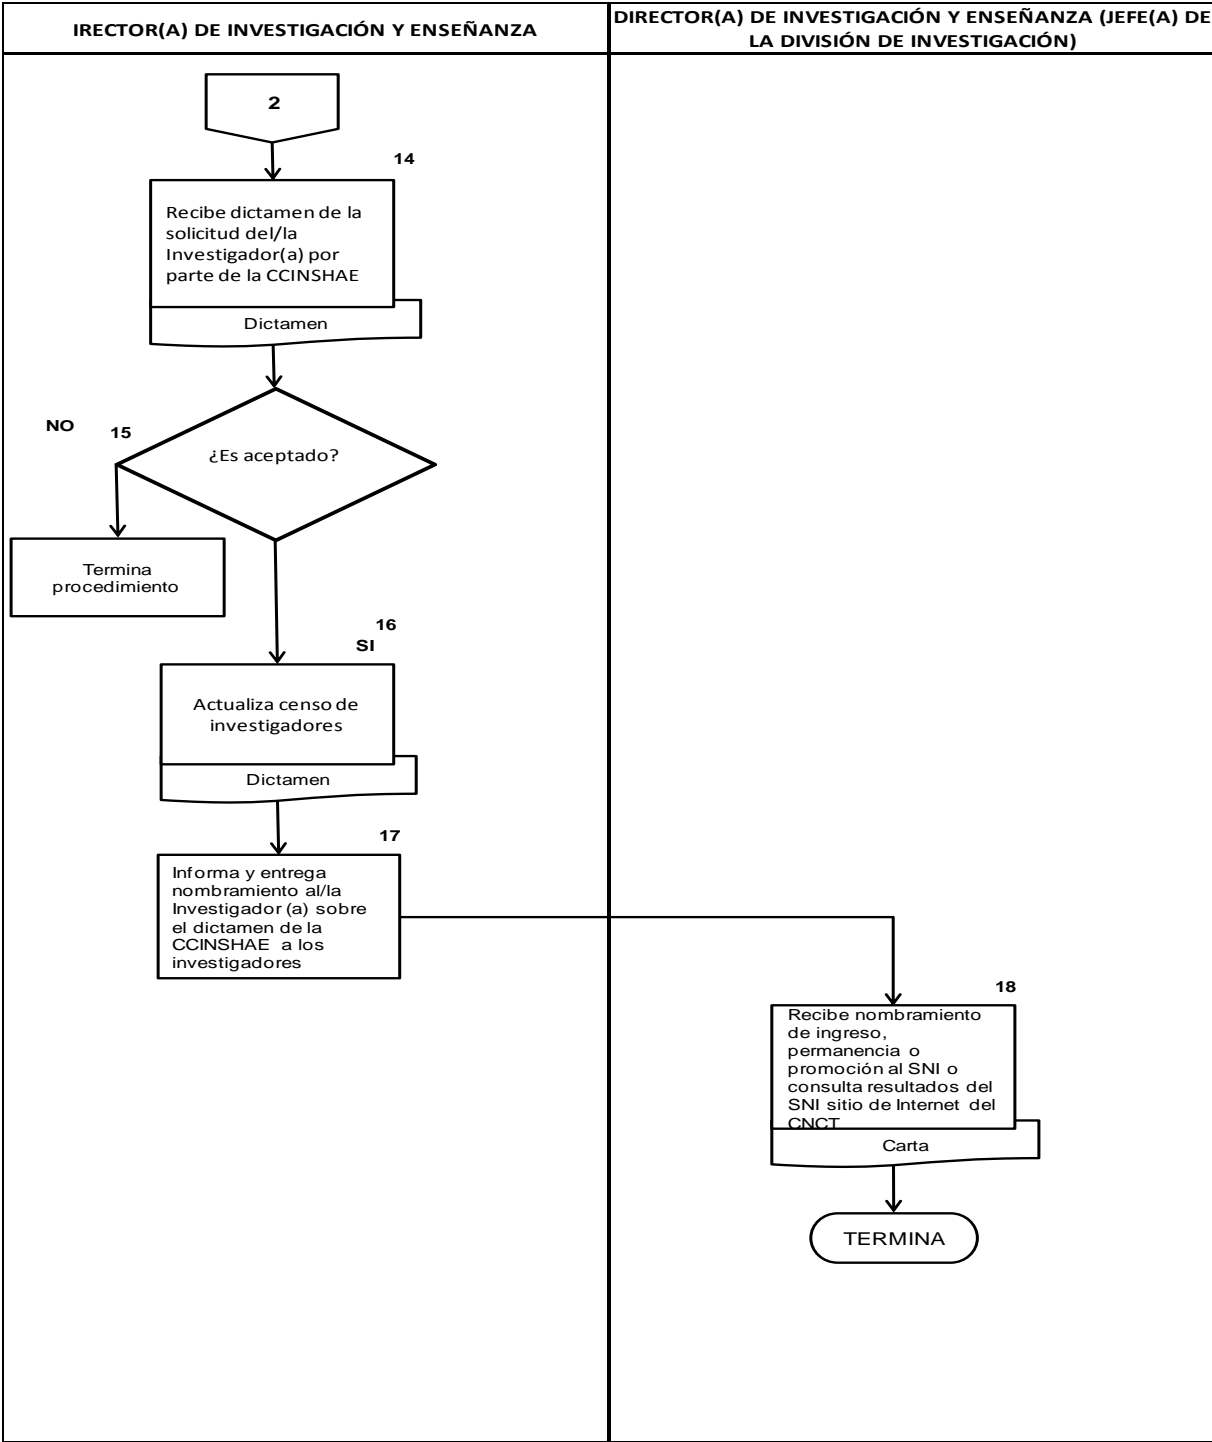 IRECTOR(A) DE INVESTIGACIÓN Y ENSEÑANZA
DIRECTOR(A) DE INVESTIGACIÓN Y ENSEÑANZA (JEFE(A) DE
LA DIVISIÓN DE INVESTIGACIÓN)
2
14
Recibe dictamen de la
solicitud del/la
Investigador(a) por
parte de la CCINSHAE
Dictamen
NO
15
¿Es aceptado?
Termina
procedimiento
16
SI
Actualiza censo de
investigadores
Dictamen
17
Informa y entrega
nombramiento al/la
Investigador (a) sobre
el dictamen de la
CCINSHAE a los
investigadores
18
Recibe nombramiento
de ingreso,
permanencia o
promoción al SNI o
consulta resultados del
SNI sitio de Internet del
CNCT
Carta
TERMINA